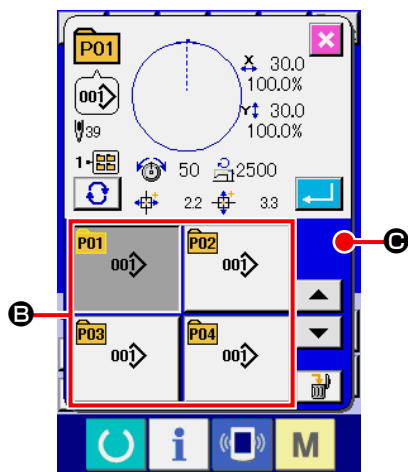 P01
001
X 30.0
100.0%
Y 30.0
100.0%
39
1-
50 2500
2.2 3.3
P01 001
P02 001
B
C
P03 001
P04 001
i M